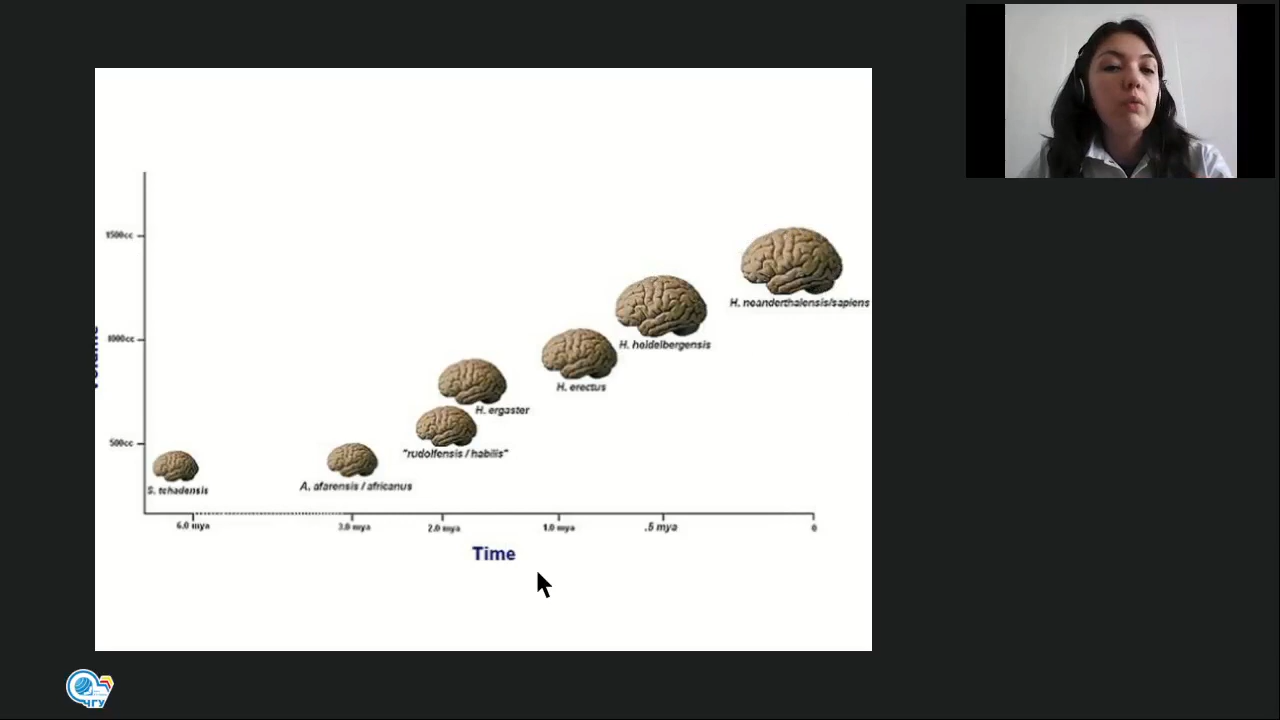 1500cc
H. neanderthalensis/sapiens
1000cc
H. heidelbergensis
H. erectus
H. ergaster
500cc
"rudolfensis / habilis"
S. tchadensis
A. afarensis / africanus
6.0 mya
3.0 mya
2.0 mya
1.0 mya
.5 mya
0
Time
ЧГУ